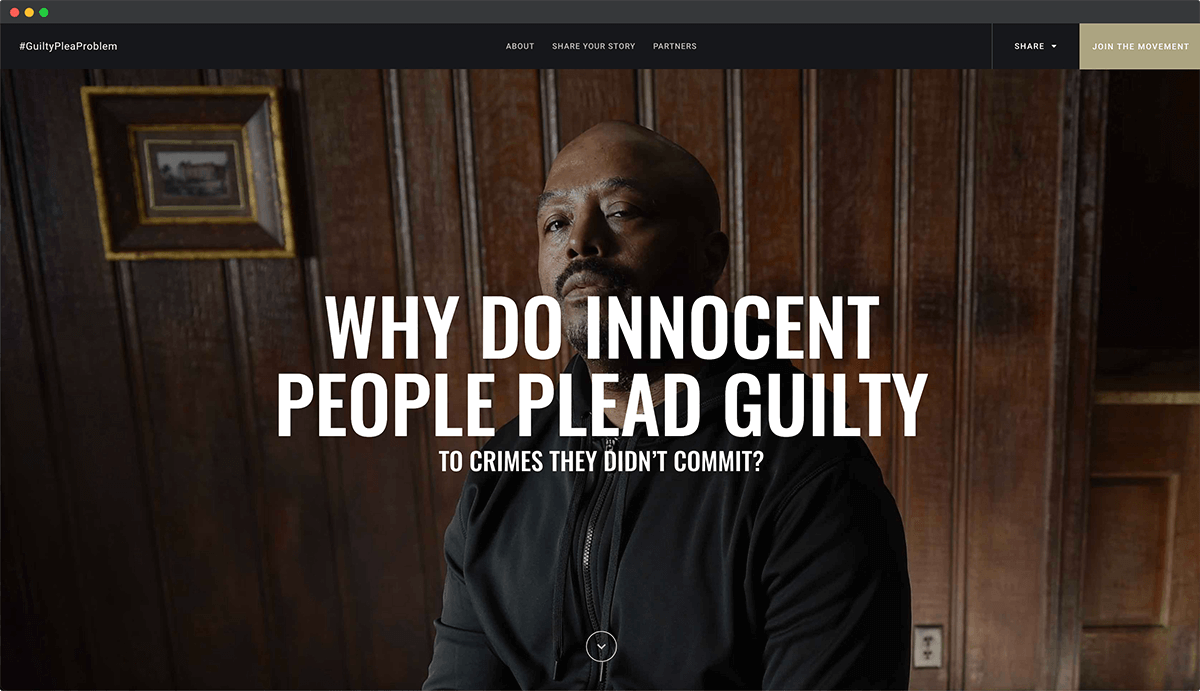 #GuiltyPleaProblem
ABOUT SHARE YOUR STORY PARTNERS
SHARE
JOIN THE MOVEMENT
WHY DO INNOCENT
PEOPLE PLEAD GUILTY
TO CRIMES THEY DIDN’T COMMIT?